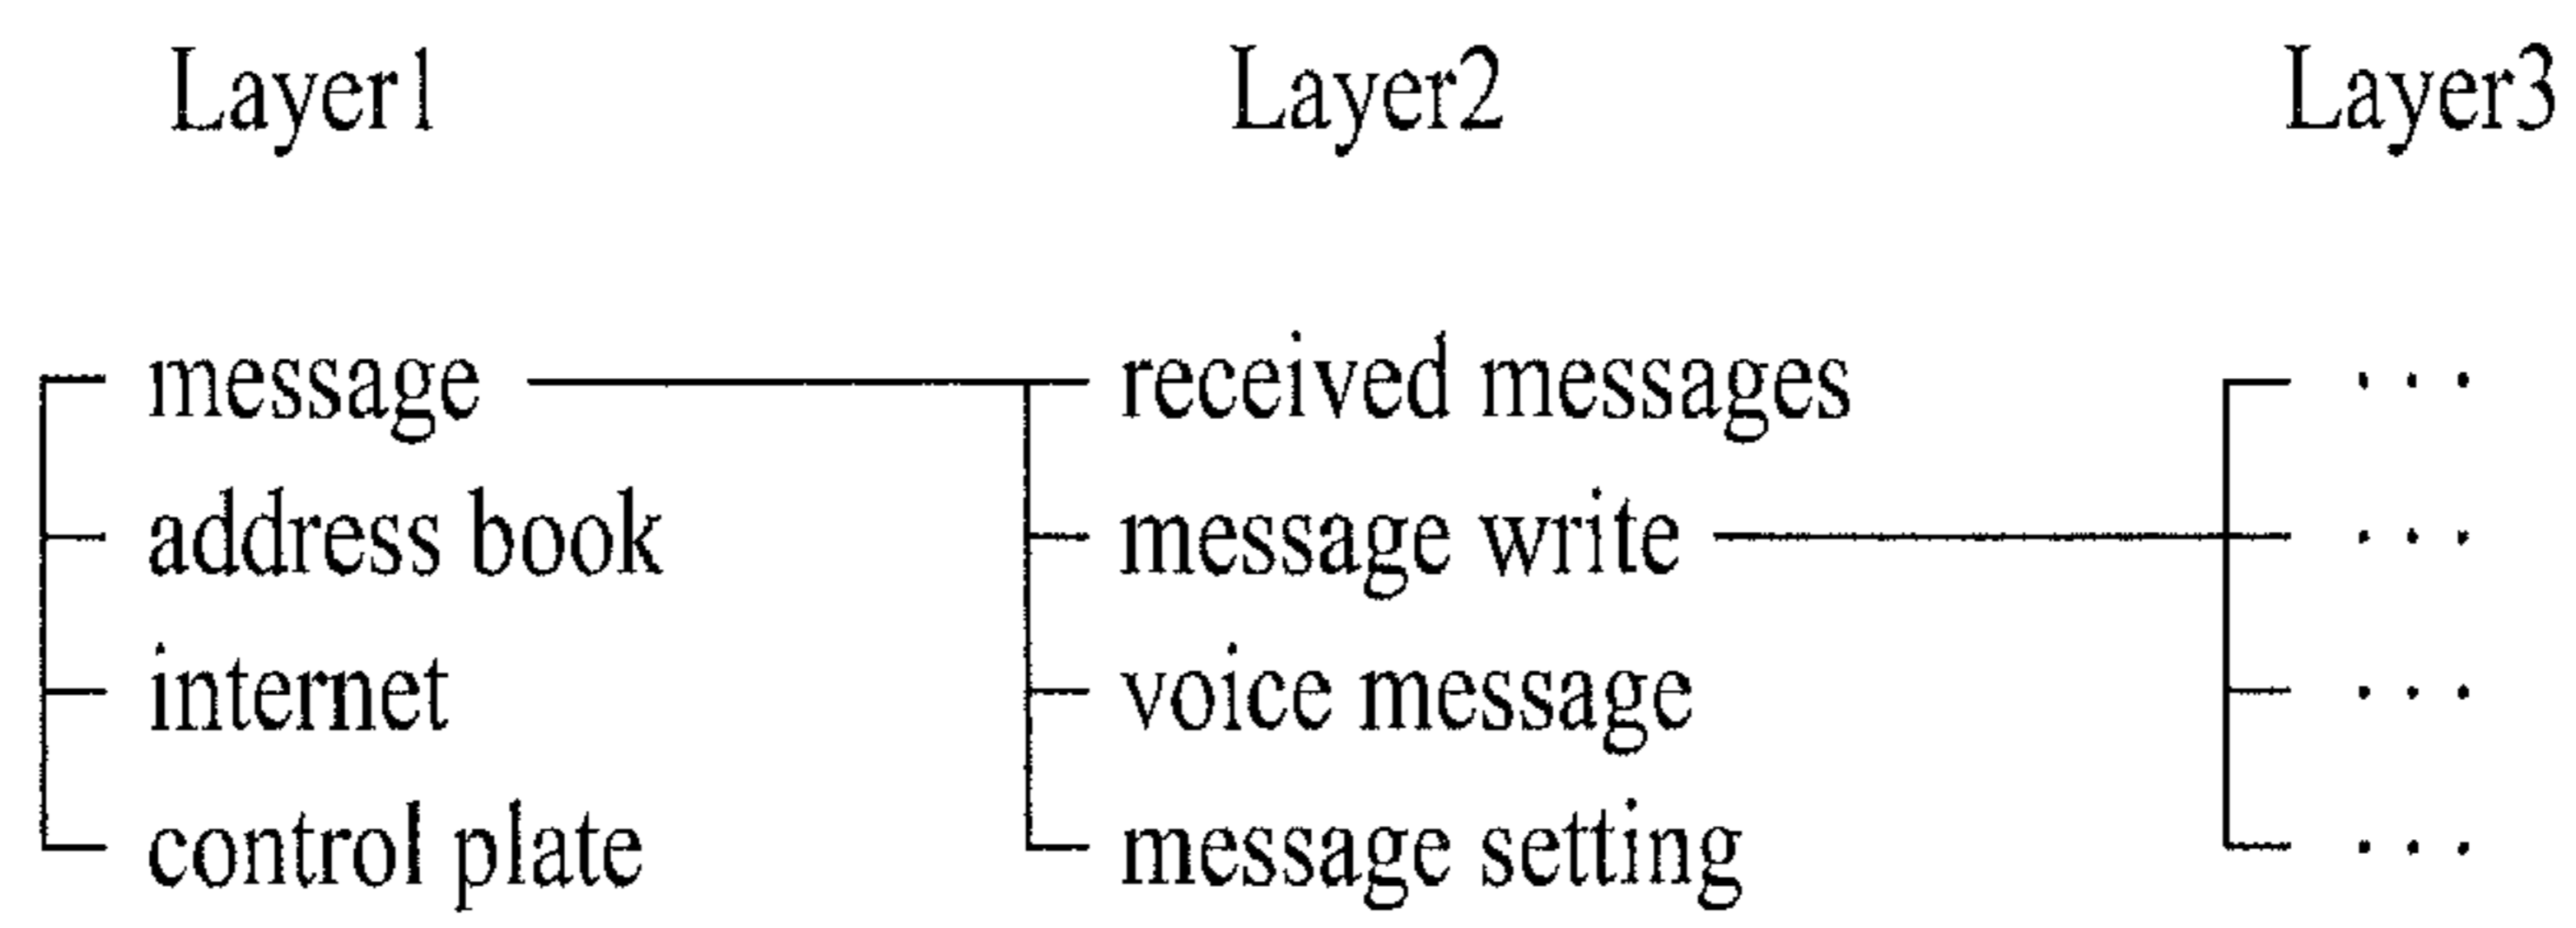 Layer1 Layer2 Layer3
message received messages . . .
address book message write . . .
internet voice message . . .
control plate message setting . . .